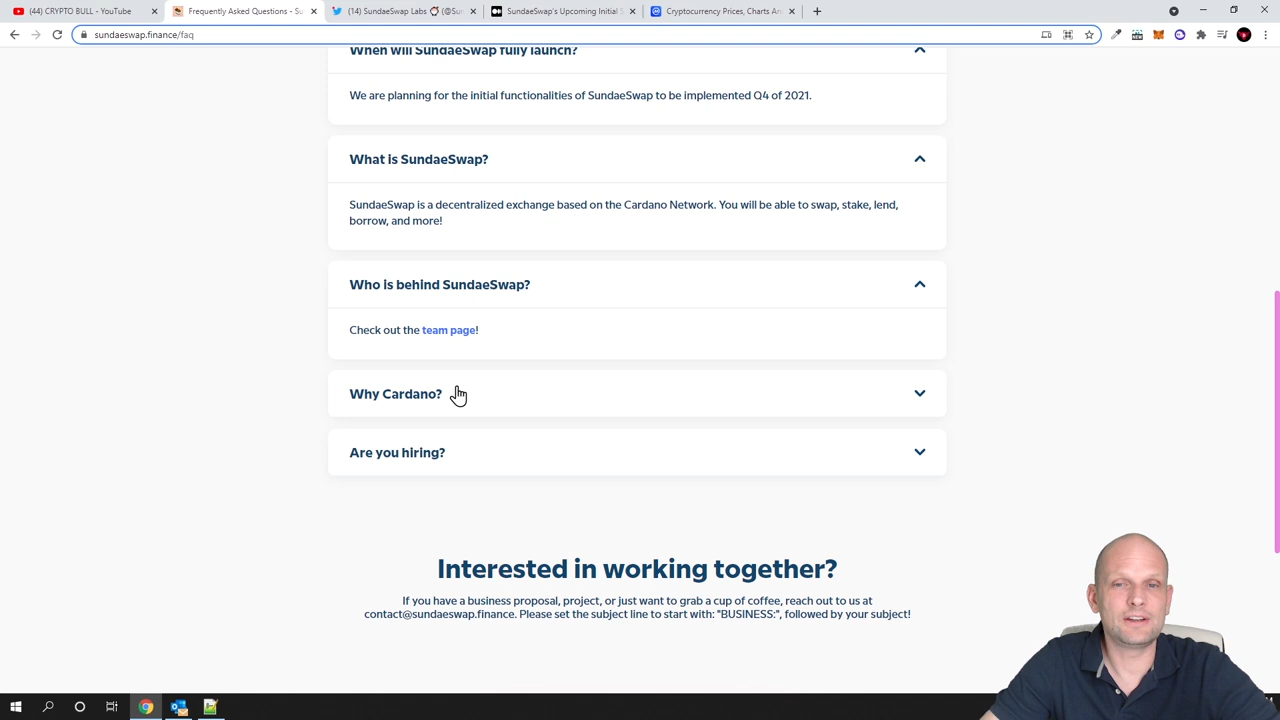 (44) CRYPTO BULL - YouTube
Frequently Asked Questions - Su
(14) SundaeSwap Labs
SundaeSwap's Upcoming Initial S
Cryptocurrency Prices, Charts An
sundaeswap.finance/faq
When will SundaeSwap fully launch?
We are planning for the initial functionalities of SundaeSwap to be implemented Q4 of 2021.
What is SundaeSwap?
SundaeSwap is a decentralized exchange based on the Cardano Network. You will be able to swap, stake, lend,
borrow, and more!
Who is behind SundaeSwap?
Check out the team page!
Why Cardano?
Are you hiring?
Interested in working together?
If you have a business proposal, project, or just want to grab a cup of coffee, reach out to us at
contact@sundaeswap.finance. Please set the subject line to start with: "BUSINESS:", followed by your subject!